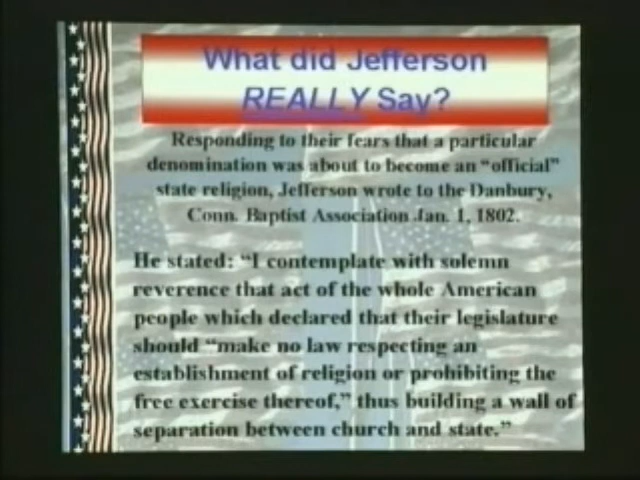 What did Jefferson
REALLY Say?
Responding to their fears that a particular
denomination was about to become an "official"
state religion, Jefferson wrote to the Danbury,
Conn. Baptist Association Jan. 1, 1802.
He stated: "I contemplate with solemn
reverence that act of the whole American
people which declared that their legislature
should "make no law respecting an
establishment of religion or prohibiting the
free exercise thereof," thus building a wall of
separation between church and state."